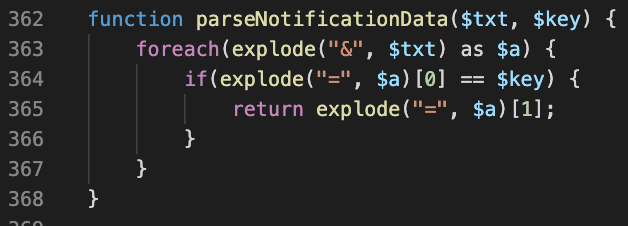 362 function parseNotificationData($txt, $key) {
363 foreach(explode("&", $txt) as $a) {
364 if(explode("=", $a)[0] == $key) {
365 return explode("=", $a)[1];
366 }
367 }
368 }